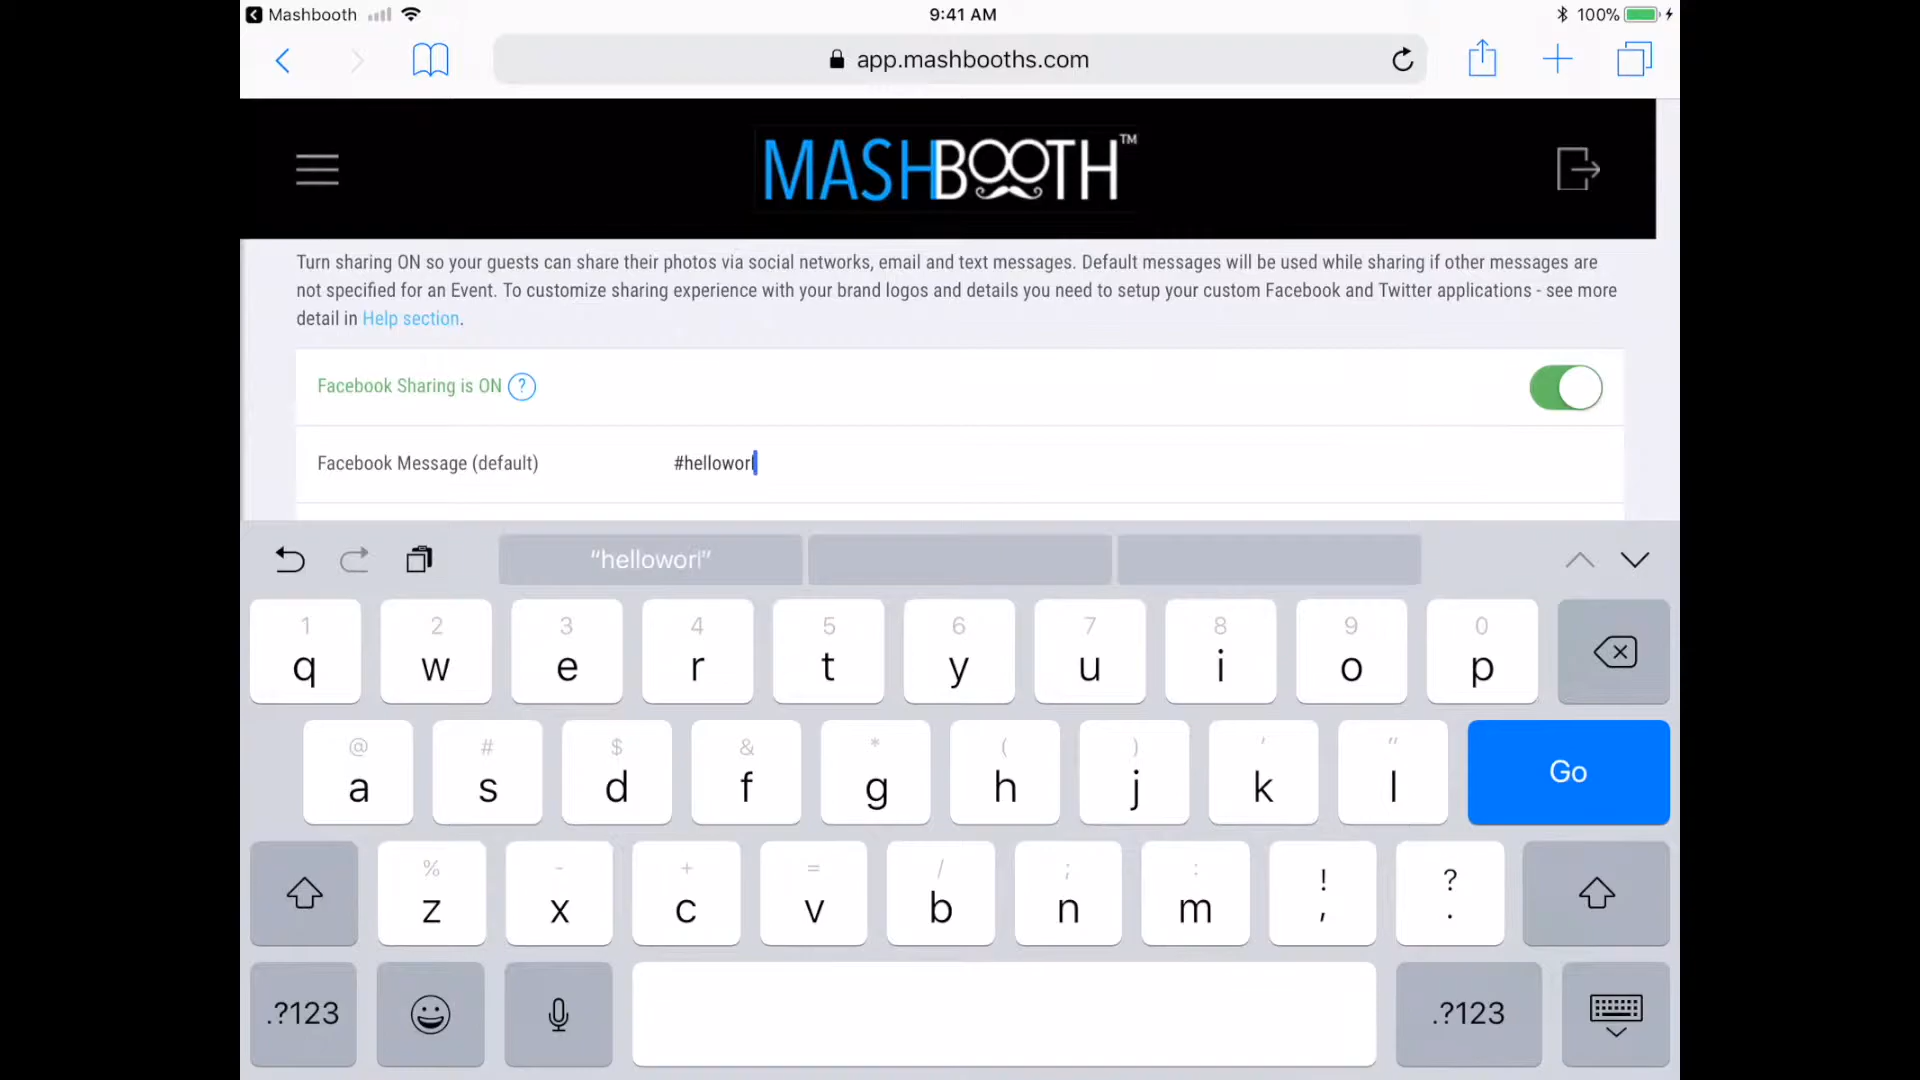 Mashbooth
9:41 AM
100%
app.mashbooths.com
MASHBOOTH™
Turn sharing ON so your guests can share their photos via social networks, email and text messages. Default messages will be used while sharing if other messages are
not specified for an Event. To customize sharing experience with your brand logos and details you need to setup your custom Facebook and Twitter applications - see more
detail in Help section.
Facebook Sharing is ON ?
Facebook Message (default) #helloworl
“helloworl”
1 2 3 4 5 6 7 8 9 0
q w e r t y u i o p
@ # $ & * ( ) ' "
a s d f g h j k l Go
% - + = / ; : ! ?
z x c v b n m , .
.?123 .?123